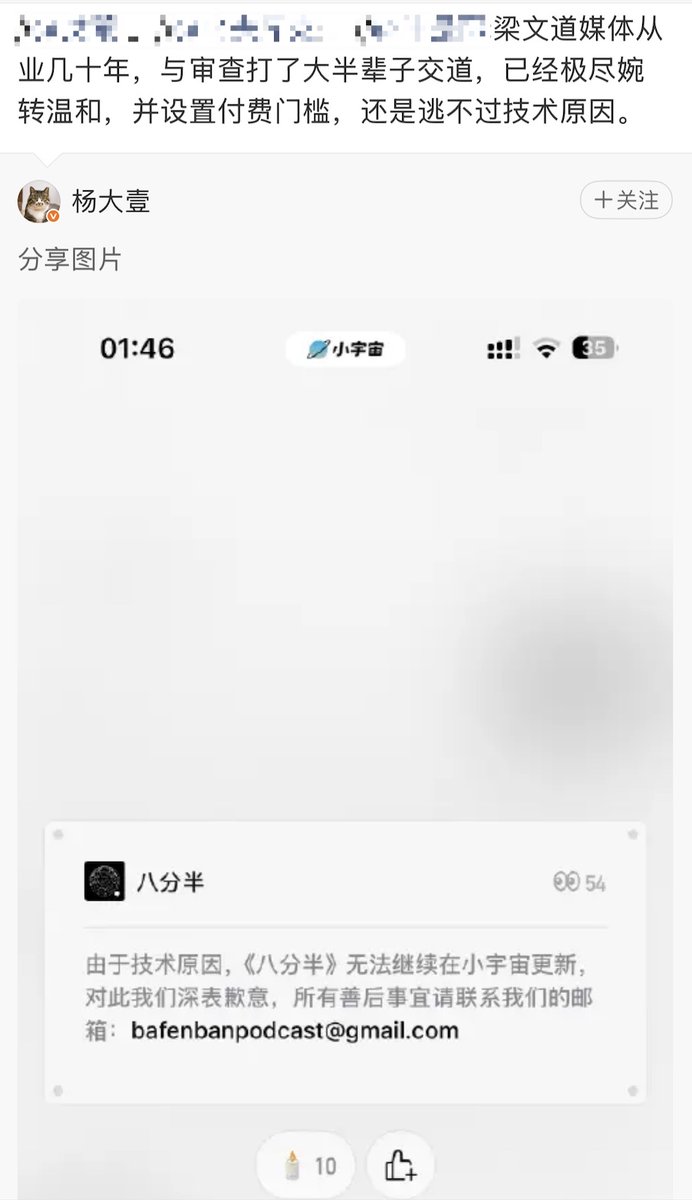 梁文道媒体从
业几十年，与审查打了大半辈子交道，已经极尽婉
转温和，并设置付费门槛，还是逃不过技术原因。
杨大壹
＋关注
分享图片
01:46
小宇宙
35
八分半
54
由于技术原因，《八分半》无法继续在小宇宙更新，
对此我们深表歉意，所有善后事宜请联系我们的邮
箱：bafenbanpodcast@gmail.com
10